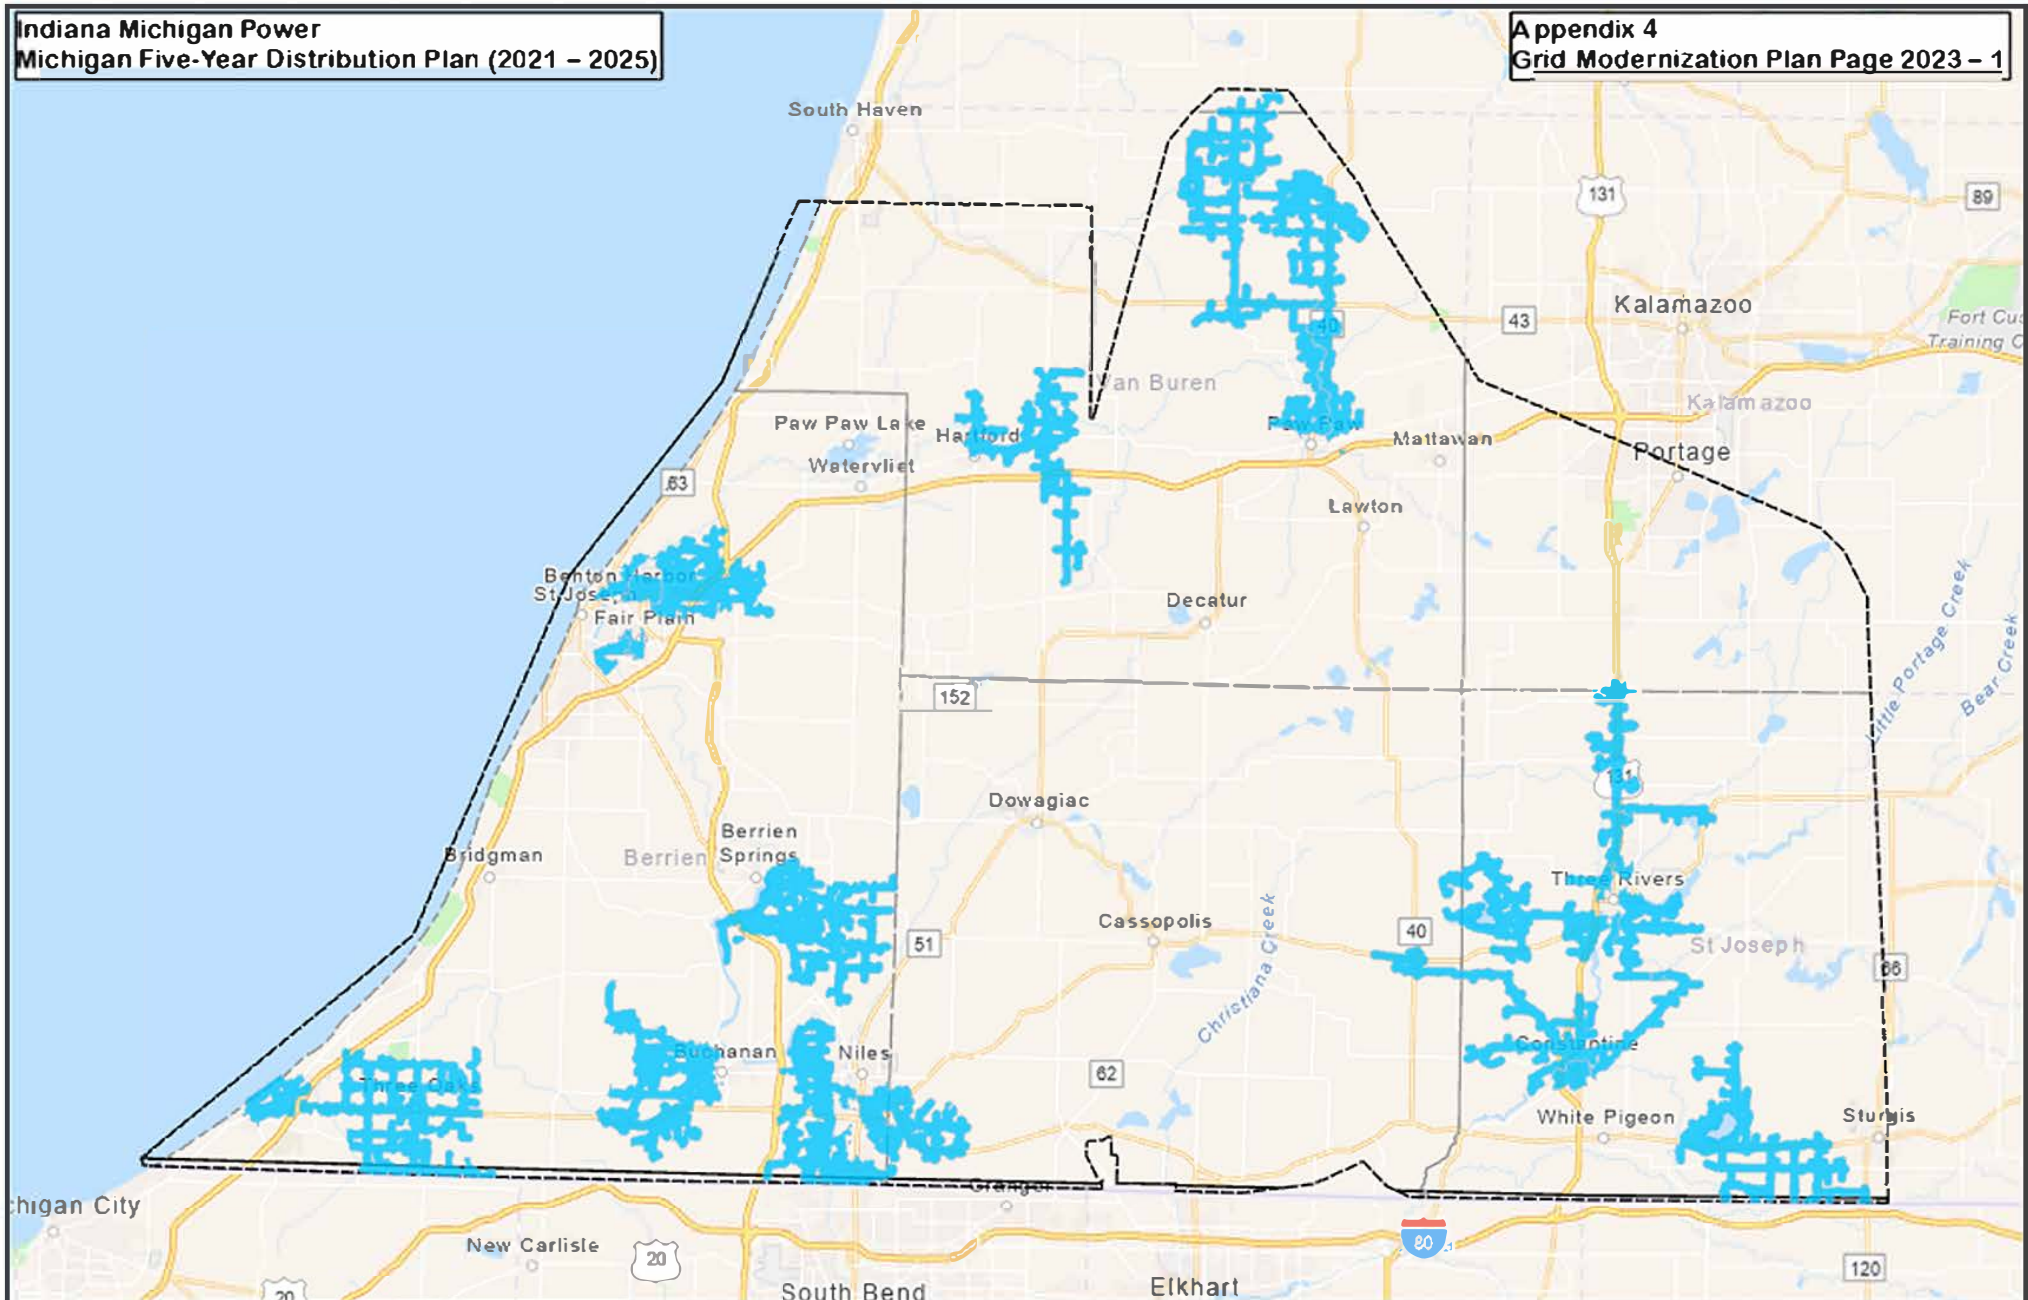 Indiana Michigan Power
Michigan Five-Year Distribution Plan (2021 – 2025)
Appendix 4
Grid Modernization Plan Page 2023 – 1
South Haven
131
89
Kalamazoo
43
40
Fort Cus
Training C
Van Buren
Kalamazoo
Paw Paw Lake
Hartford
Paw Paw
Mattawan
Portage
Watervliet
63
Lawton
Benton Harbor
St Joseph
Fair Plain
Decatur
Little Portage Creek
Bear Creek
152
131
Dowagiac
Berrien
Springs
Bridgman
Berrien
Three Rivers
Cassopolis
Christiana Creek
40
51
St Joseph
66
Buchanan
Niles
Constantine
62
Three Oaks
White Pigeon
Sturgis
Granger
chigan City
New Carlisle
20
80
120
20
South Bend
Elkhart